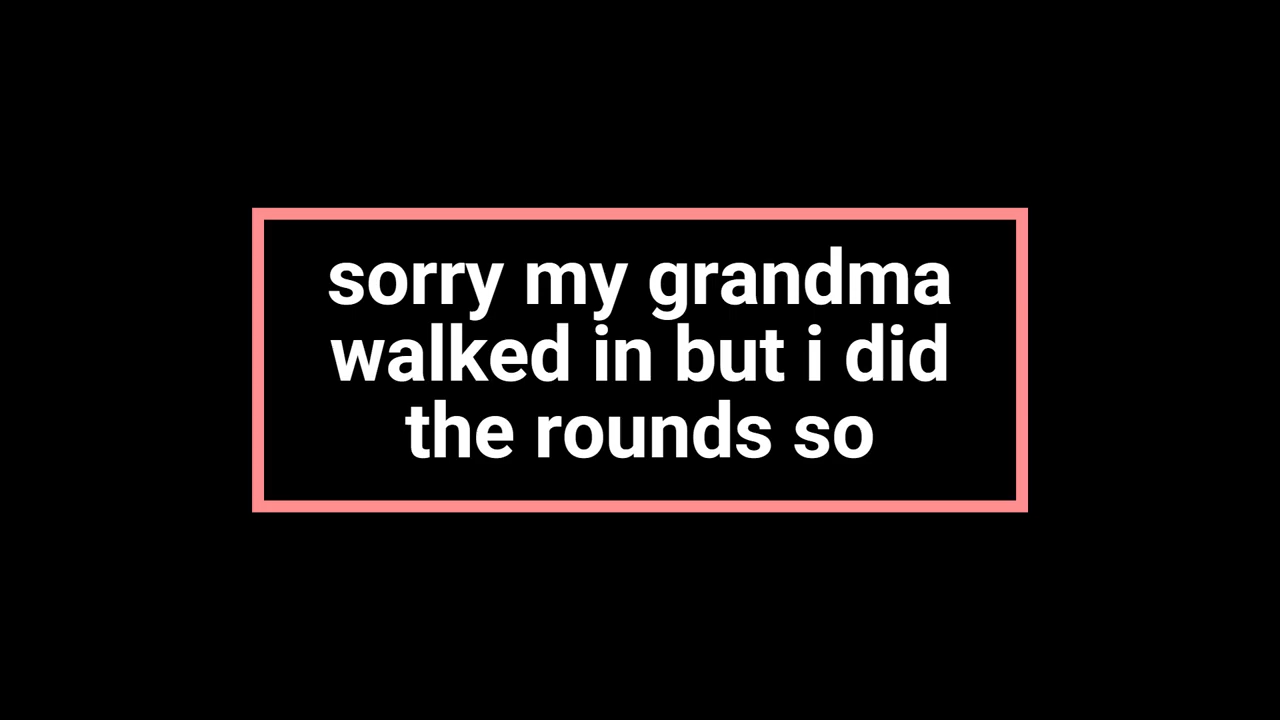 sorry my grandma
walked in but i did
the rounds so